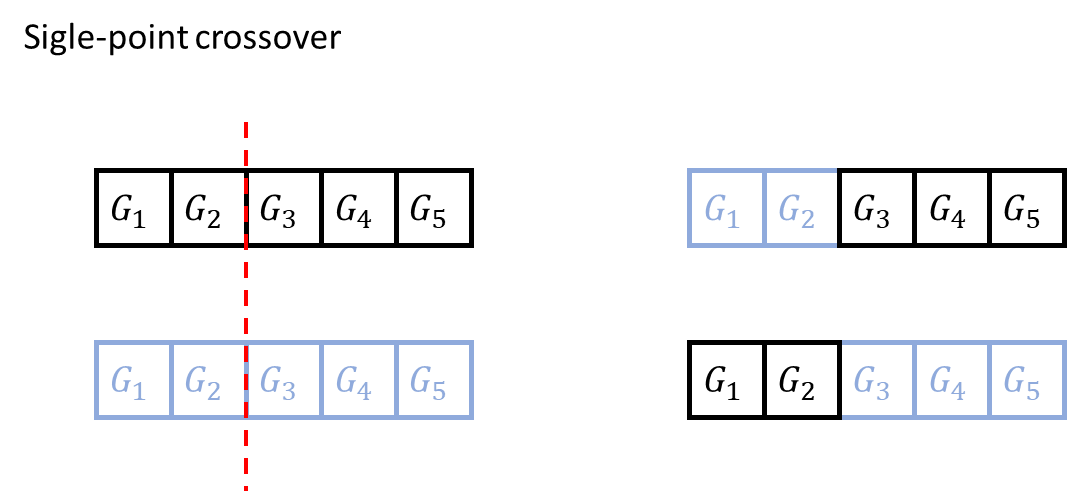 Sigle-point crossover
G₁ G₂ G₃ G₄ G₅ G₁ G₂ G₃ G₄ G₅
G₁ G₂ G₃ G₄ G₅ G₁ G₂ G₃ G₄ G₅